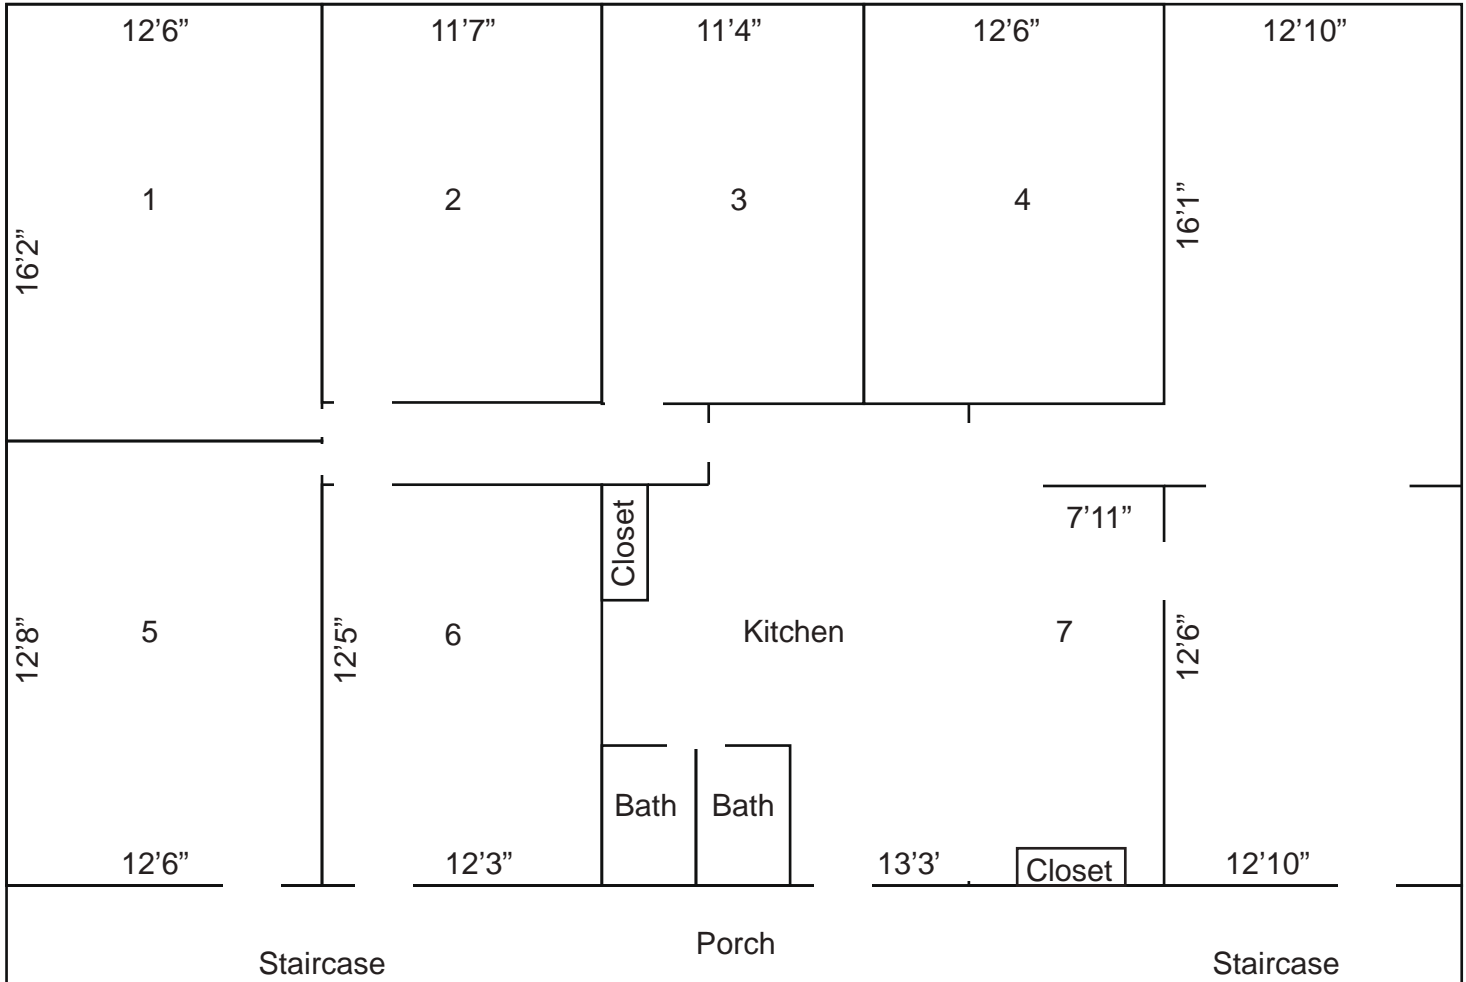 12’6”
11’7”
11’4”
12’6”
12’10”
1
2
3
4
16’2”
16’1”
7’11”
Closet
5
6
Kitchen
7
12’8”
12’5”
12’6”
Bath
Bath
12’6”
12’3”
13’3’
Closet
12’10”
Porch
Staircase
Staircase